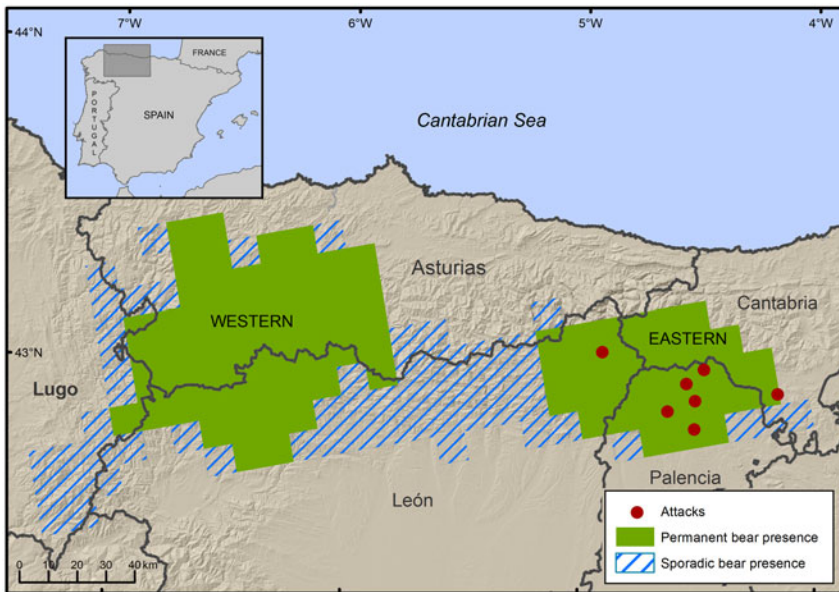 7°W
6°W
5°W
4°W
44°N
FRANCE
PORTUGAL
SPAIN
Cantabrian Sea
Asturias
Cantabria
WESTERN
EASTERN
43°N
Lugo
Palencia
León
Attacks
Permanent bear presence
Sporadic bear presence
0 10 20 30 40 km